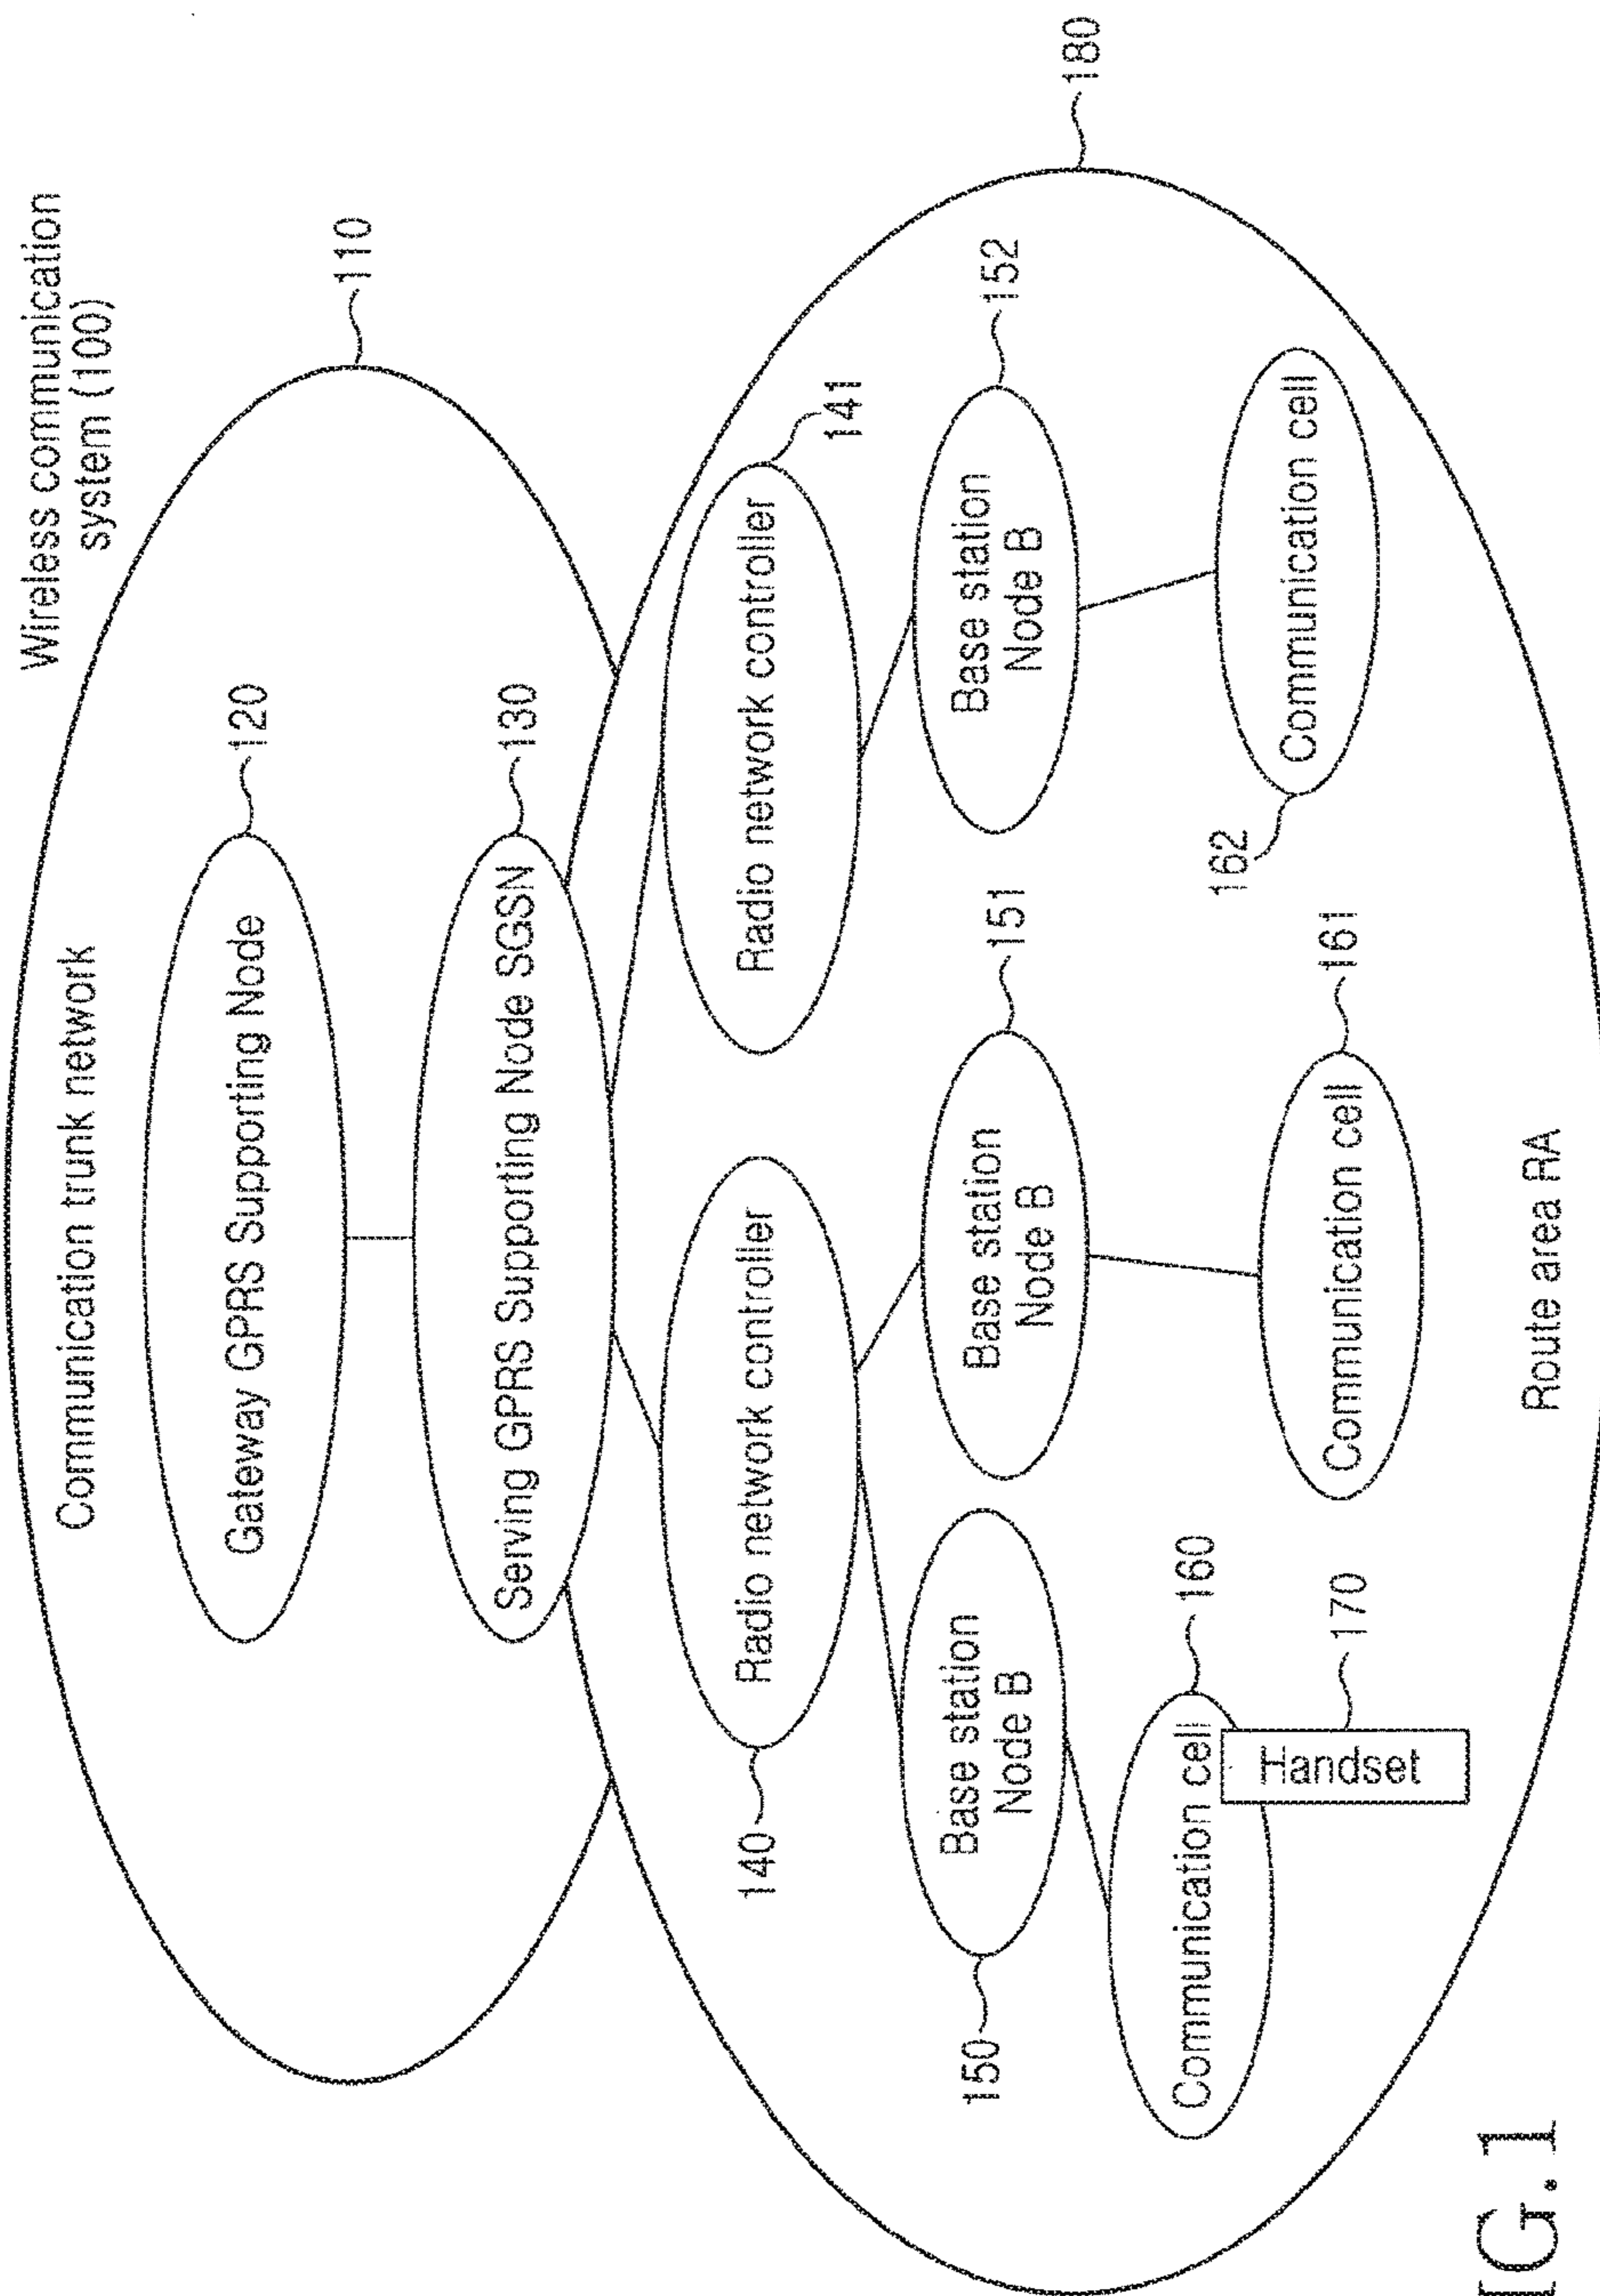 Wireless communication
system (100)
Communication trunk network
110
Gateway GPRS Supporting Node
120
Serving GPRS Supporting Node SGSN
130
180
140
Radio network controller
Radio network controller
141
150
Base station
Node B
Base station
Node B
151
Base station
Node B
152
Communication cell
160
Handset
170
Communication cell
161
162
Communication cell
Route area RA
IG.1